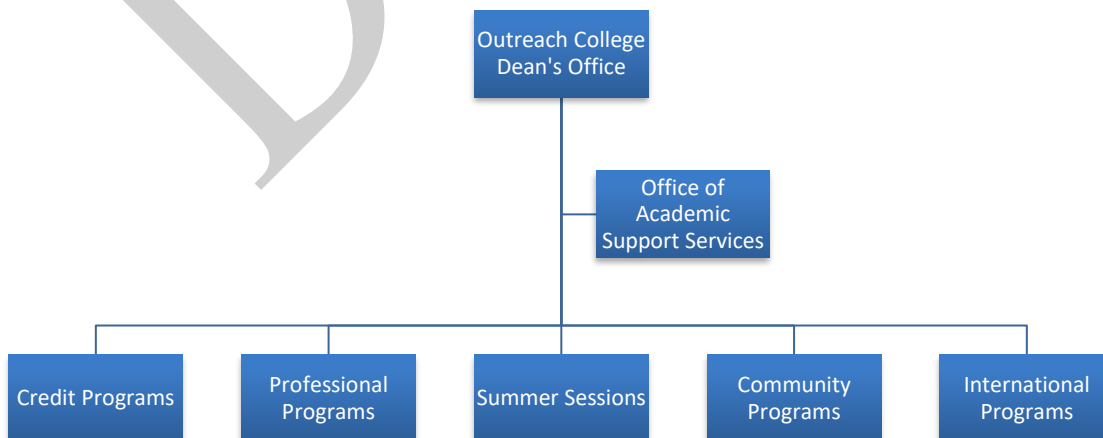 Outreach College
Dean's Office
Office of
Academic
Support Services
Credit Programs
Professional
Programs
Summer Sessions
Community
Programs
International
Programs